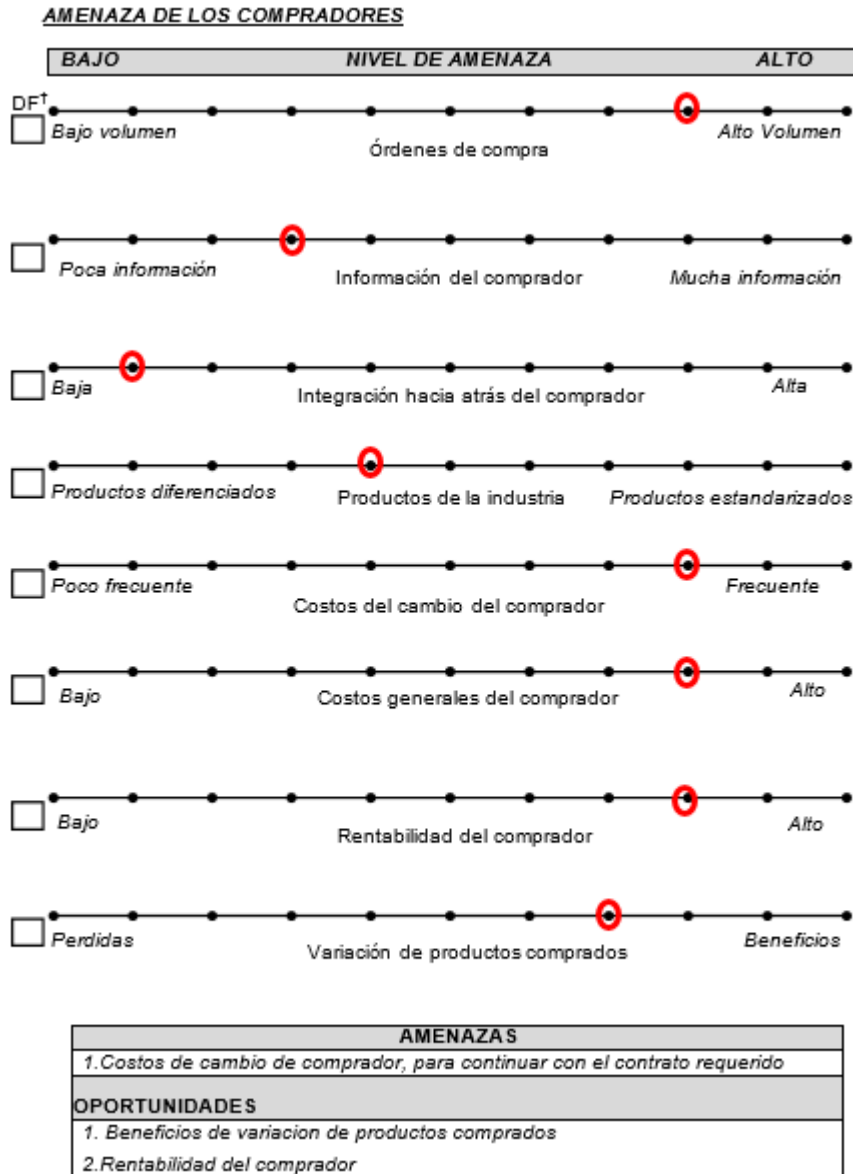 AMENAZA DE LOS COMPRADORES
BAJO NIVEL DE AMENAZA ALTO
DF†
Bajo volumen Órdenes de compra Alto Volumen
Poca información Información del comprador Mucha información
Baja Integración hacia atrás del comprador Alta
Productos diferenciados Productos de la industria Productos estandarizados
Poco frecuente Costos del cambio del comprador Frecuente
Bajo Costos generales del comprador Alto
Bajo Rentabilidad del comprador Alto
Perdidas Variación de productos comprados Beneficios
AMENAZAS
1.Costos de cambio de comprador, para continuar con el contrato requerido
OPORTUNIDADES
1. Beneficios de variacion de productos comprados
2.Rentabilidad del comprador